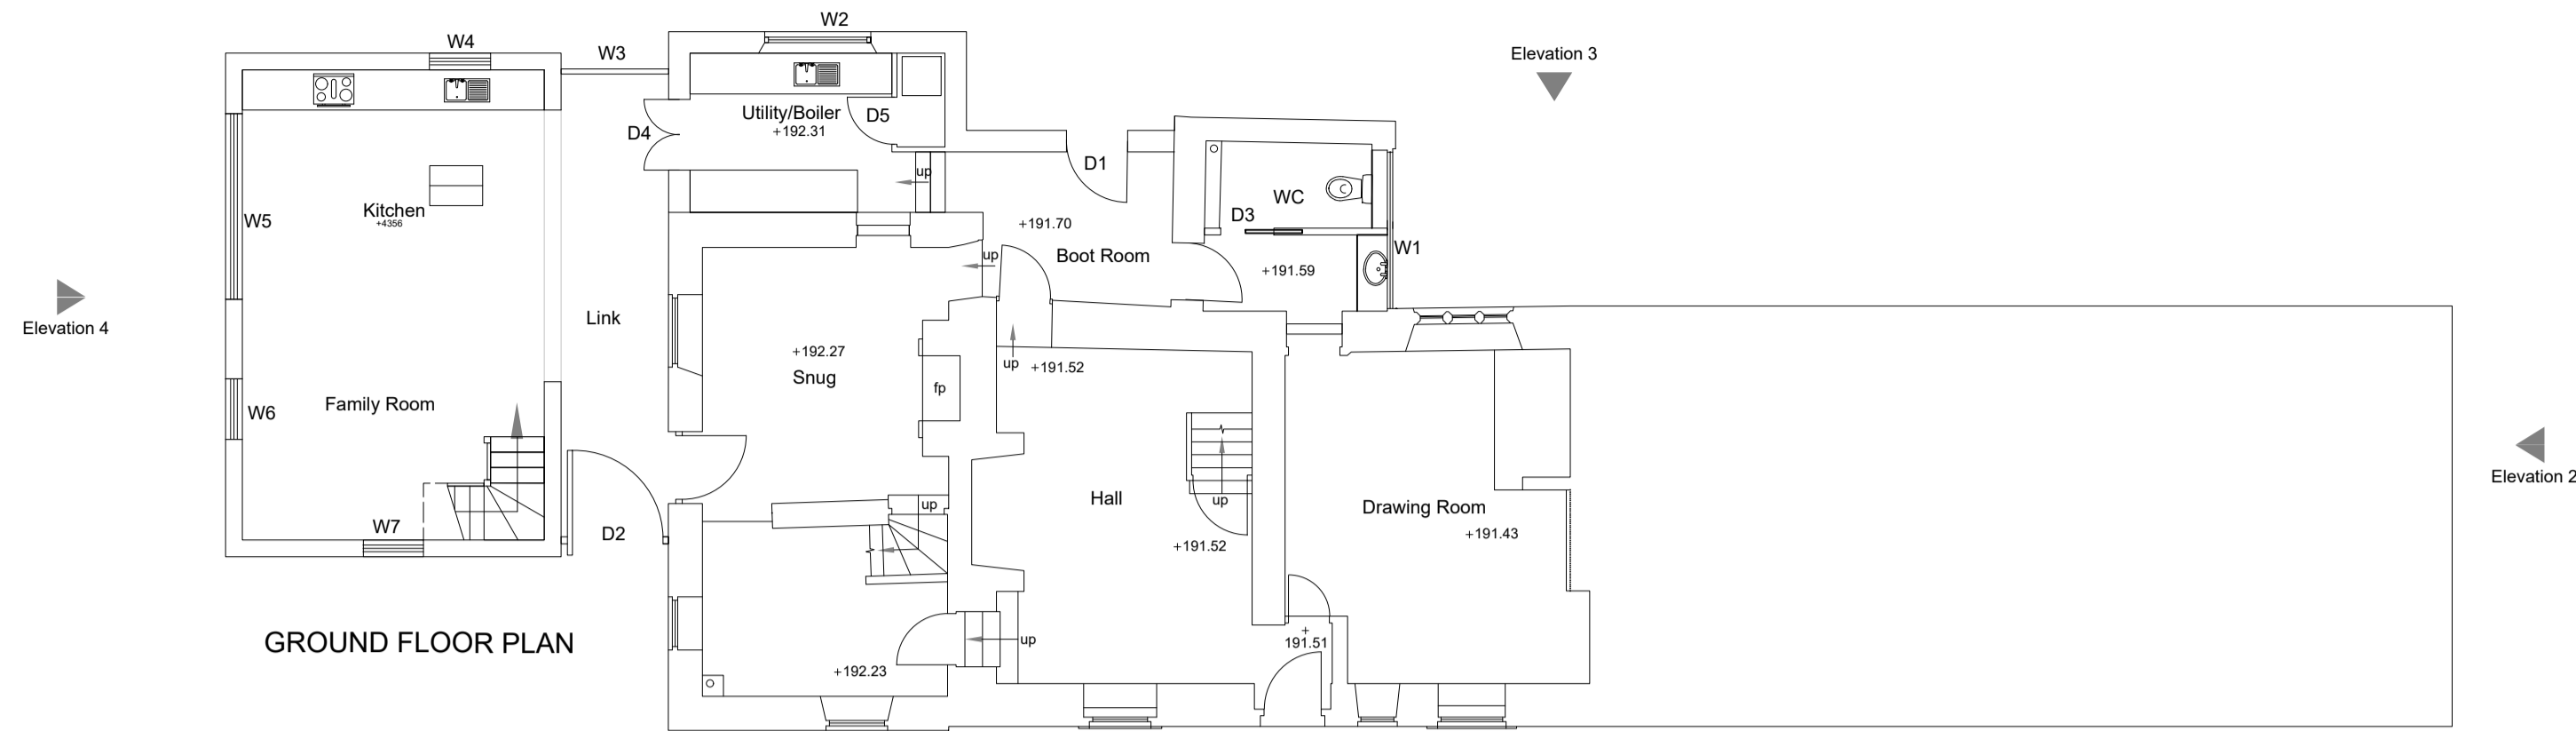 W2
W4
W3
Elevation 3
Utility/Boiler
+192.31
D5
D4
D1
up
WC
Kitchen
+4356
W5
D3
+191.70
W1
Boot Room
up
+191.59
Elevation 4
Link
+192.27
Snug
up
+191.52
fp
Family Room
W6
Elevation 2
Hall
up
up
Drawing Room
W7
D2
+191.43
+191.52
GROUND FLOOR PLAN
up
+
191.51
+192.23